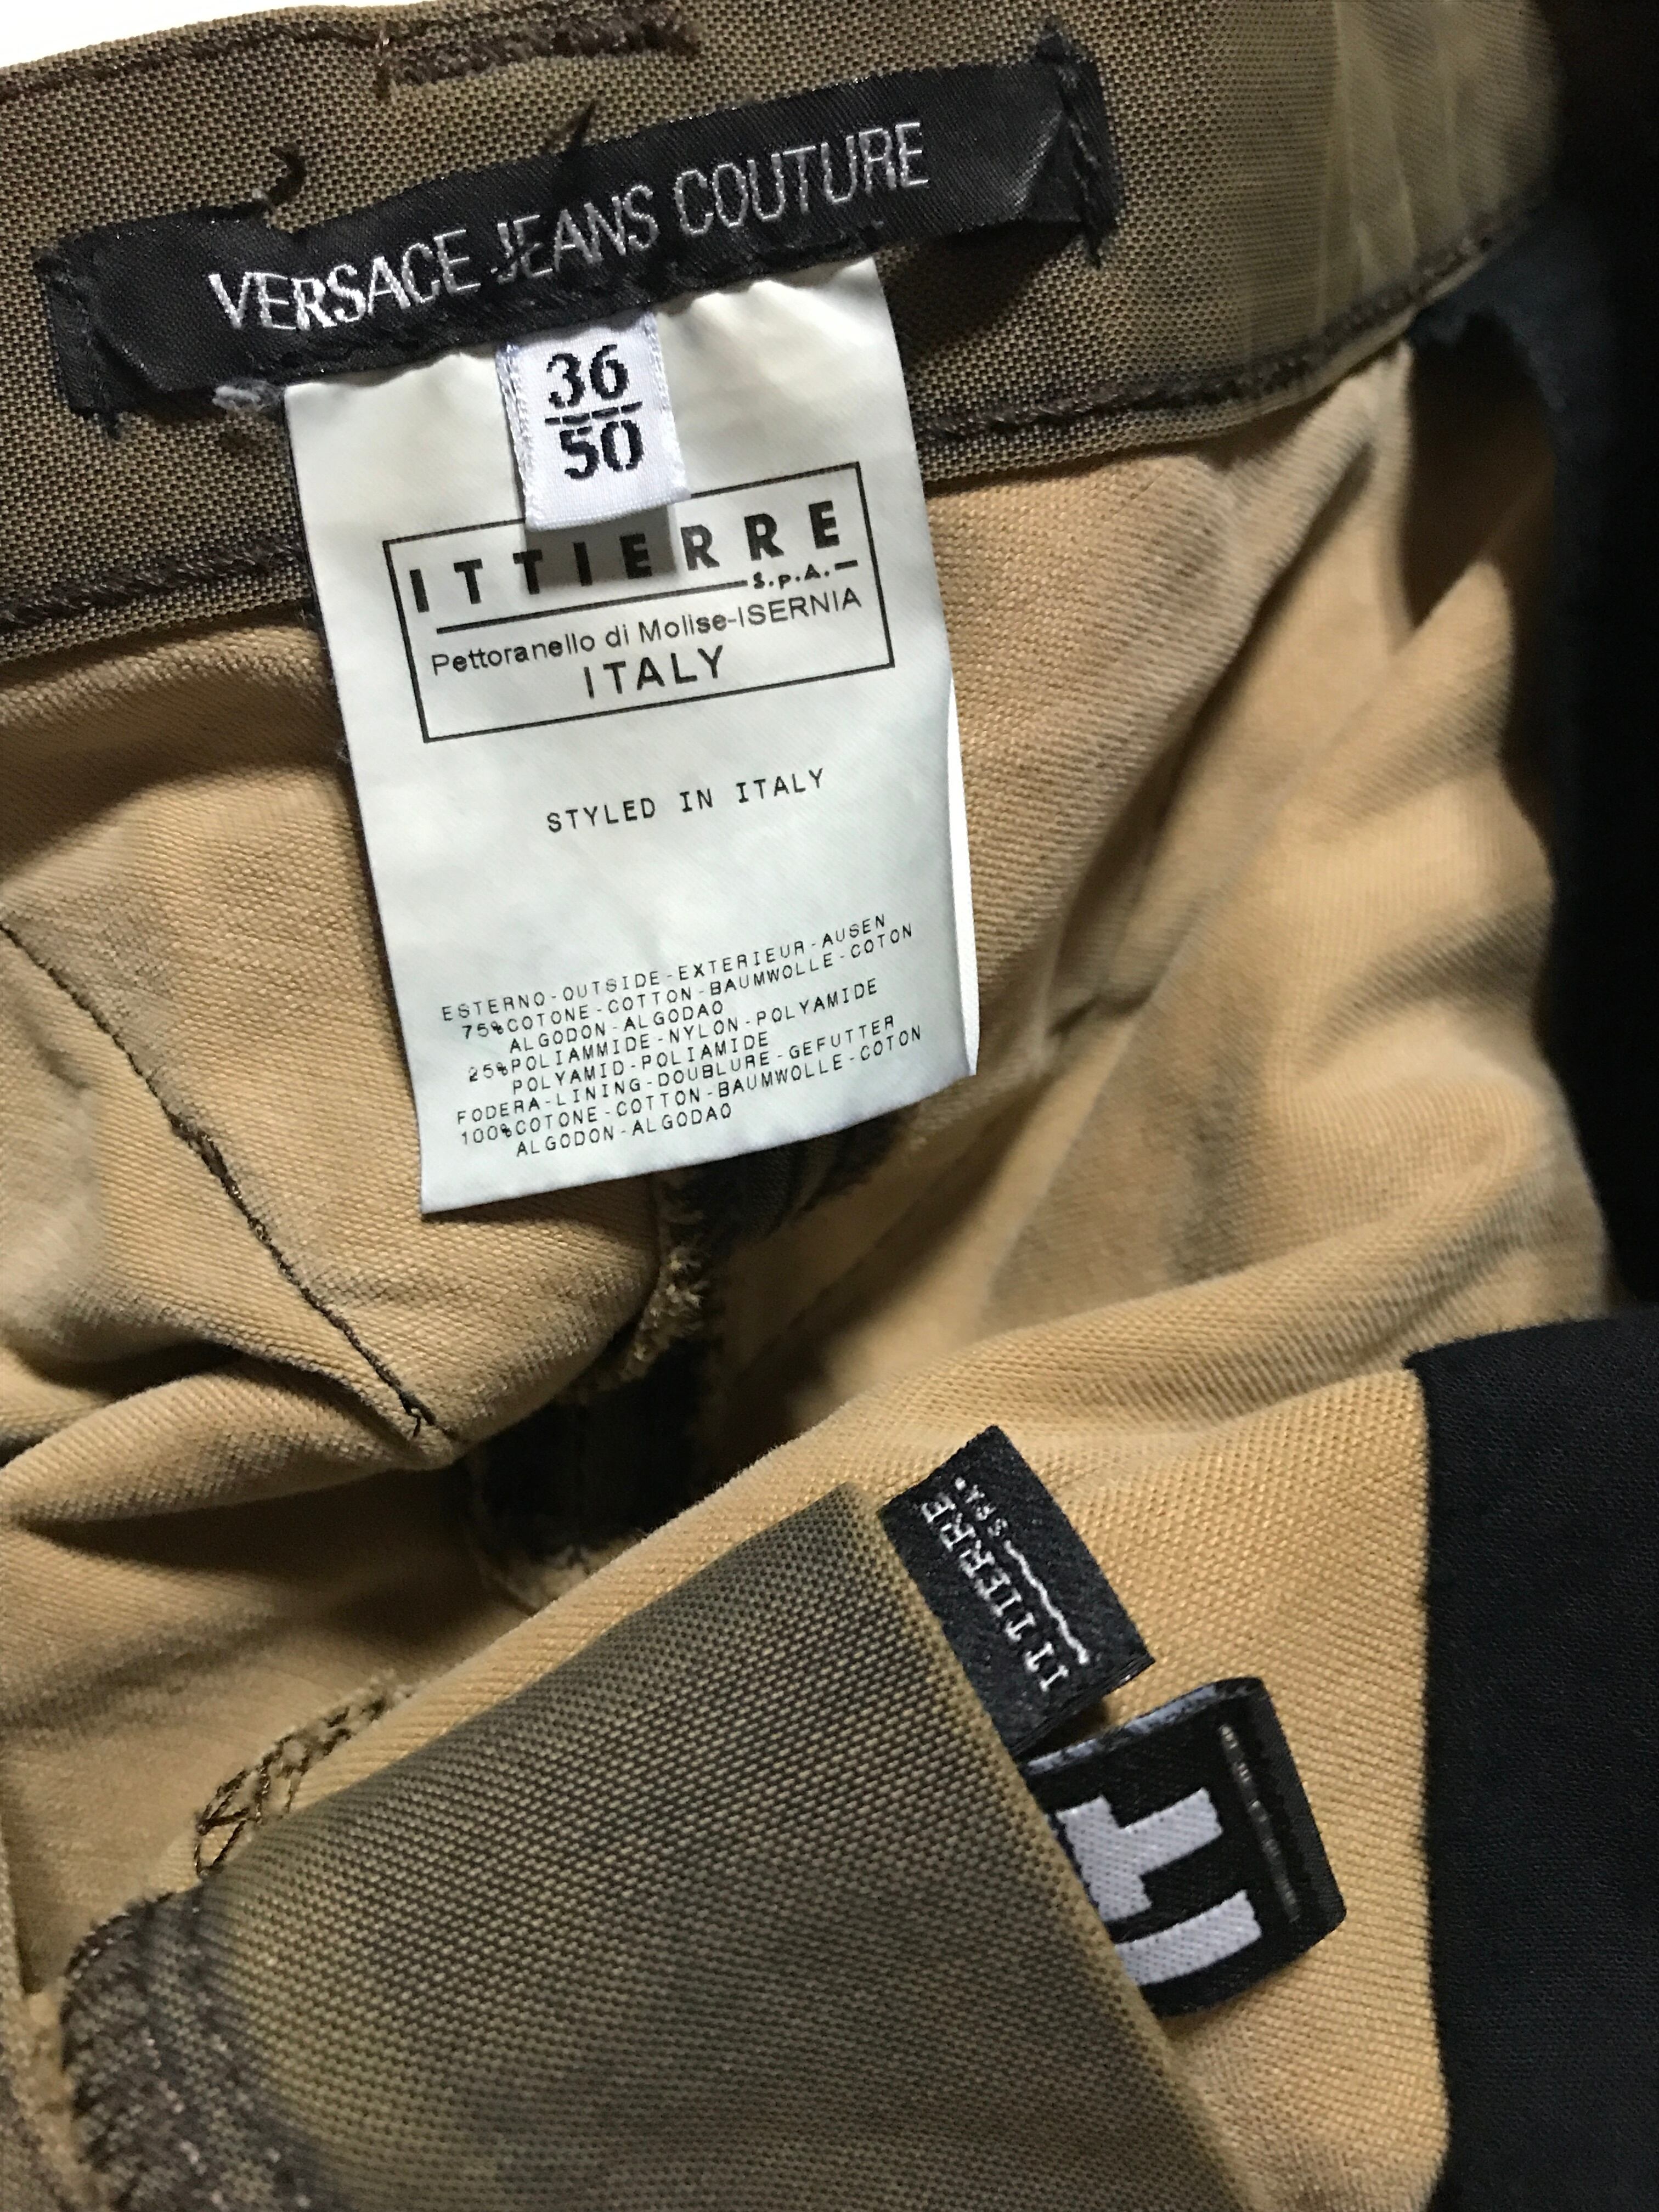 VERSACE JEANS COUTURE
36
50
ITTIERRE
S.p.A.
Pettoranello di Molise-ISERNIA
ITALY
STYLED IN ITALY
ESTERNO-OUTSIDE-EXTERIEUR-AUSEN
75%COTONE-COTTON-BAUMWOLLE-COTON
ALGODON-ALGODAO
25%POLIAMMIDE-NYLON-POLYAMIDE
POLYAMID-POLIAMIDE
FODERA-LINING-DOUBLURE-GEFUTTER
100%COTONE-COTTON-BAUMWOLLE-COTON
ALGODON-ALGODAO
ITTIERRE
SPA